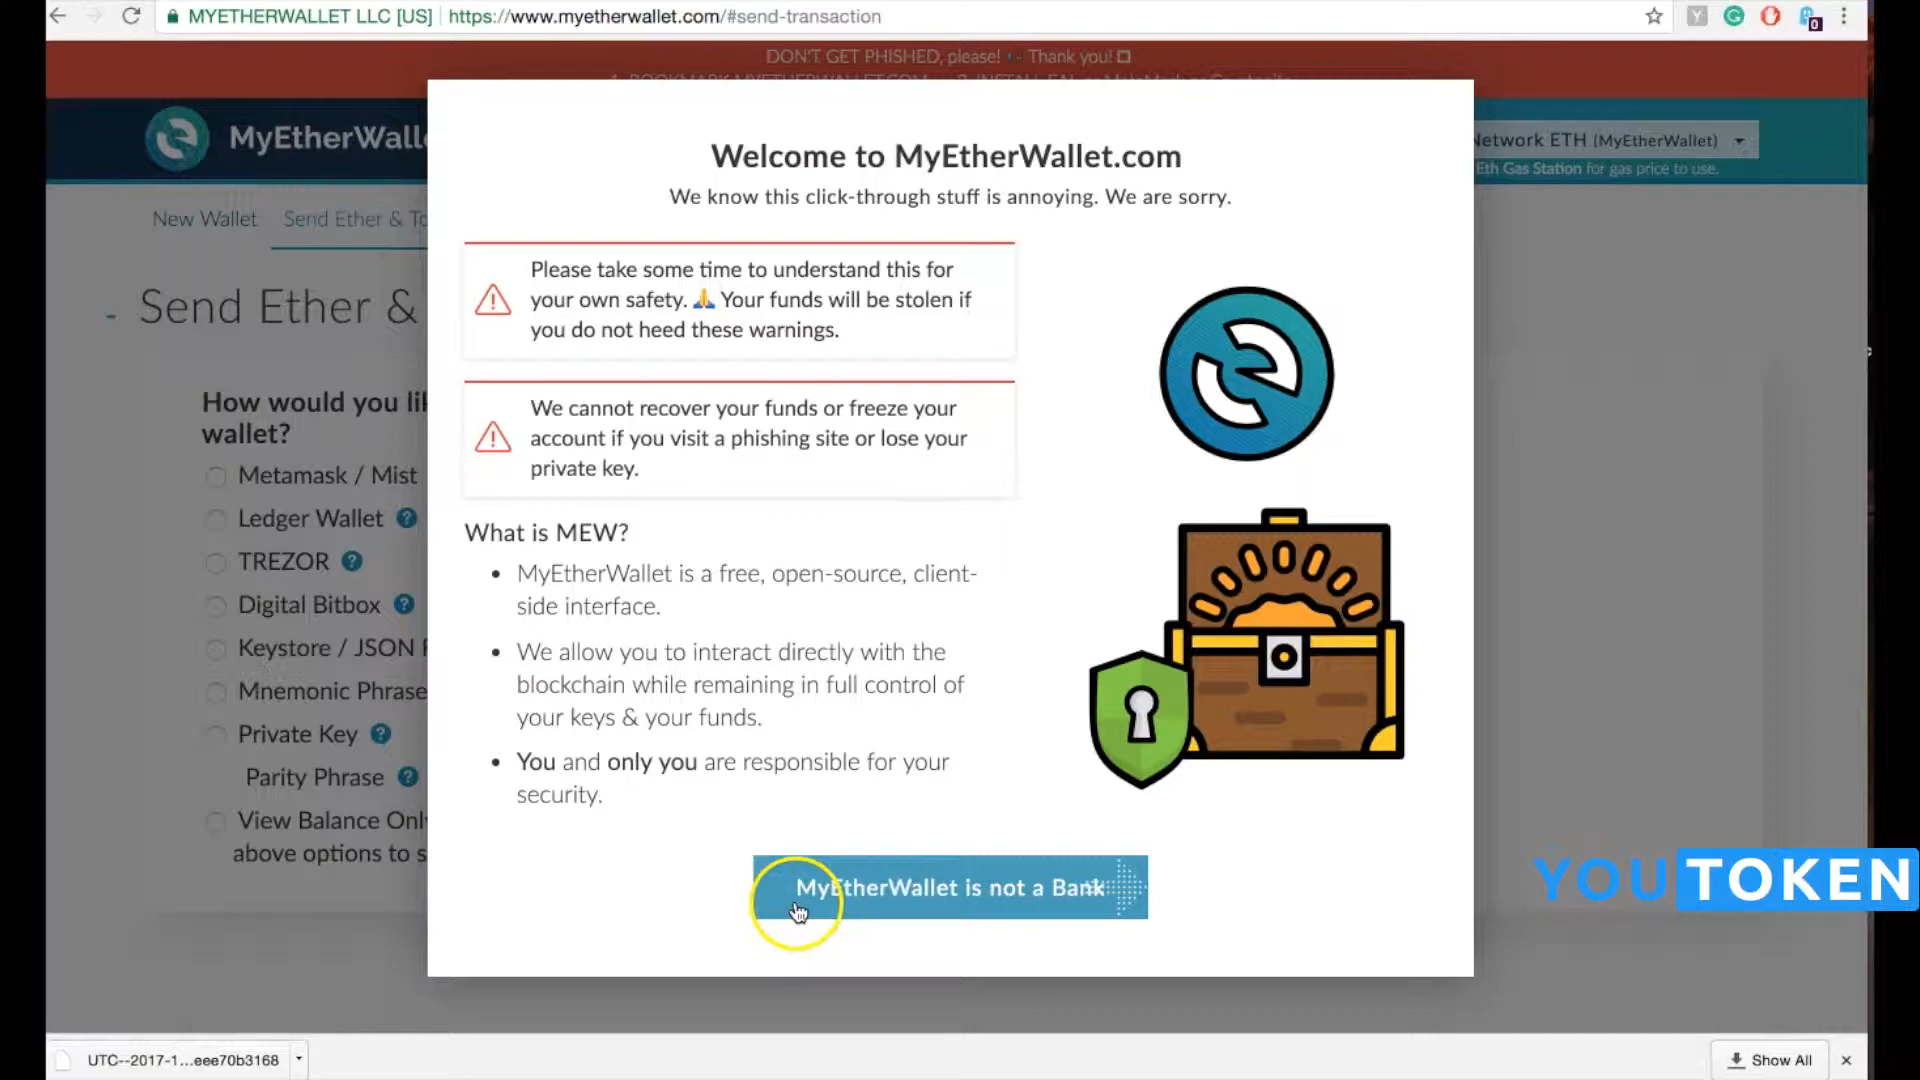 MYETHERWALLET LLC [US] https://www.myetherwallet.com/#send-transaction
0
DON'T GET PHISHED, please! - Thank you!
MyEtherWall
Network ETH (MyEtherWallet)
Eth Gas Station for gas price to use.
New Wallet Send Ether & To
Send Ether &
How would you li
wallet?
Metamask / Mist
Ledger Wallet ?
TREZOR ?
Digital Bitbox ?
Keystore / JSON
Mnemonic Phrase
Private Key ?
Parity Phrase ?
View Balance Onl
above options to s
Welcome to MyEtherWallet.com
We know this click-through stuff is annoying. We are sorry.
Please take some time to understand this for
your own safety. 🙏 Your funds will be stolen if
you do not heed these warnings.
We cannot recover your funds or freeze your
account if you visit a phishing site or lose your
private key.
What is MEW?
• MyEtherWallet is a free, open-source, client-
side interface.
• We allow you to interact directly with the
blockchain while remaining in full control of
your keys & your funds.
• You and only you are responsible for your
security.
MyEtherWallet is not a Bank
YOUTOKEN
UTC--2017-1...eee70b3168
Show All